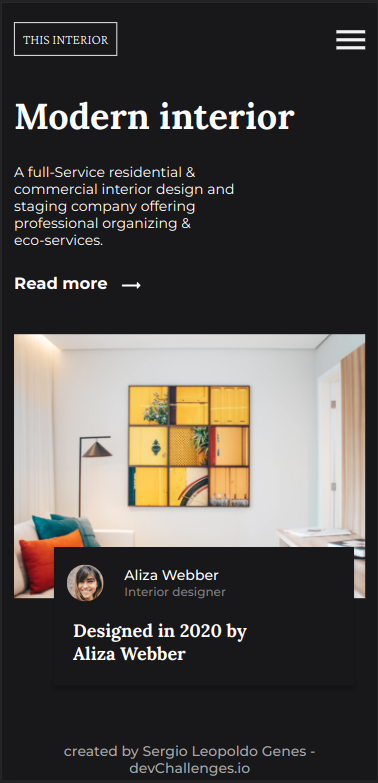 THIS INTERIOR
Modern interior
A full-Service residential &
commercial interior design and
staging company offering
professional organizing &
eco-services.
Read more
Aliza Webber
Interior designer
Designed in 2020 by
Aliza Webber
created by Sergio Leopoldo Genes -
devChallenges.io